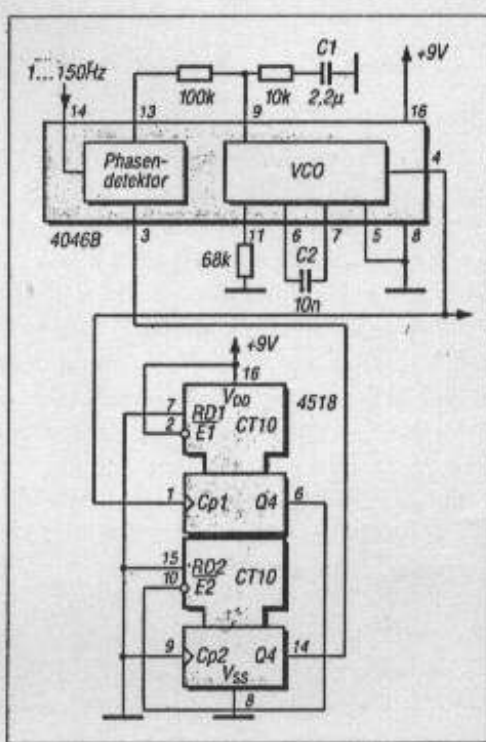 C1
+9V
1....150Hz
100k
10k
2,2µ
14
13
9
16
Phasen-
detektor
VCO
4
4046B
3
11
6
7
5
8
68k
C2
10n
+9V
16
4518
V_DD
7
RD1
CT10
2
E1
1
Cp1
Q4
6
15
RD2
CT10
10
E2
9
Cp2
Q4
14
V_SS
8